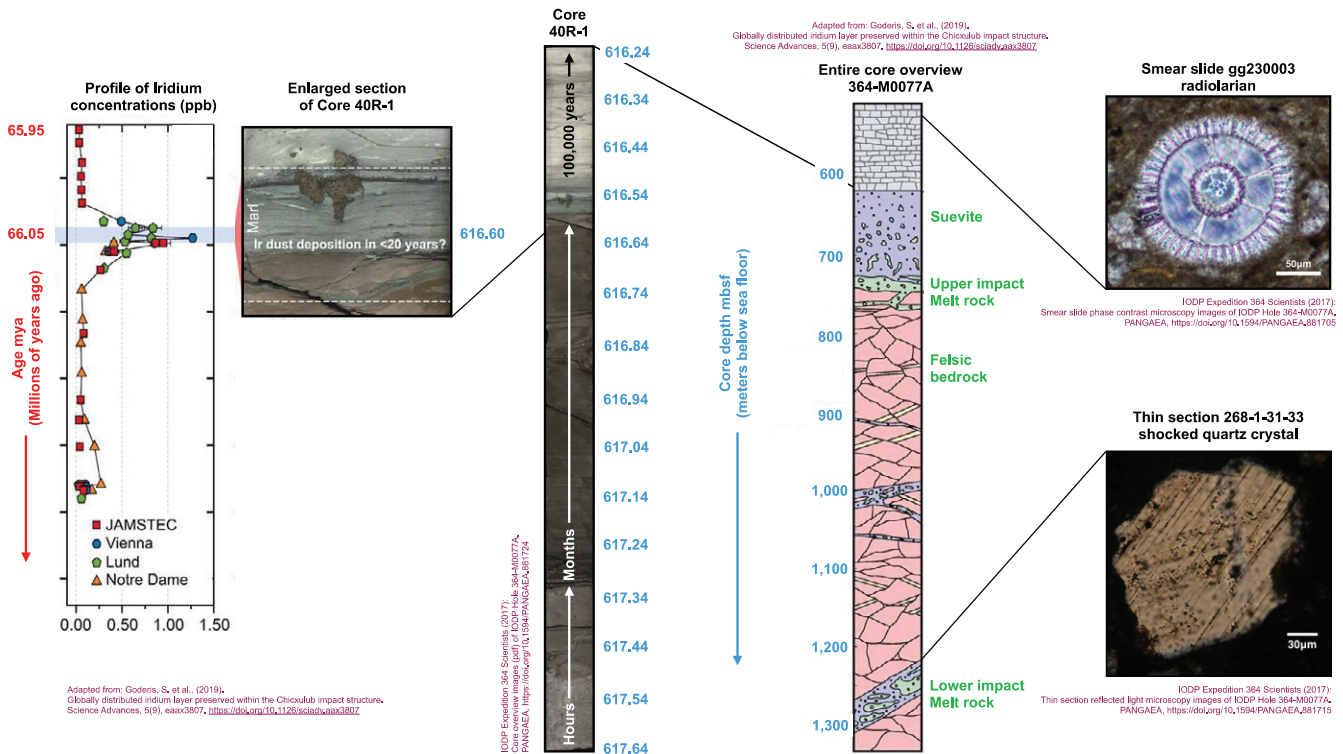 Profile of Iridium
concentrations (ppb)
65.95
66.05
Age mya
(Millions of years ago)
JAMSTEC
Vienna
Lund
Notre Dame
0.00
0.50
1.00
1.50
Adapted from: Goderis, S. et al., (2019).
Globally distributed iridium layer preserved within the Chicxulub impact structure.
Science Advances, 5(9), eaax3807. https://doi.org/10.1126/sciadv.aax3807
Enlarged section
of Core 40R-1
Marl
Ir dust deposition in <20 years?
616.60
Core
40R-1
100,000 years
Months
Hours
616.24
616.34
616.44
616.54
616.64
616.74
616.84
616.94
617.04
617.14
617.24
617.34
617.44
617.54
617.64
IODP Expedition 364 Scientists (2017):
Core overview images (pdf) of IODP Hole 364-M0077A.
PANGAEA, https://doi.org/10.1594/PANGAEA.881724
Core depth mbsf
(meters below sea floor)
Adapted from: Goderis, S. et al., (2019).
Globally distributed iridium layer preserved within the Chicxulub impact structure.
Science Advances, 5(9), eaax3807. https://doi.org/10.1126/sciadv.aax3807
Entire core overview
364-M0077A
600
700
800
900
1,000
1,100
1,200
1,300
Suevite
Upper impact
Melt rock
Felsic
bedrock
Lower impact
Melt rock
Smear slide gg230003
radiolarian
50µm
IODP Expedition 364 Scientists (2017):
Smear slide phase contrast microscopy images of IODP Hole 364-M0077A.
PANGAEA, https://doi.org/10.1594/PANGAEA.881705
Thin section 268-1-31-33
shocked quartz crystal
30µm
IODP Expedition 364 Scientists (2017):
Thin section reflected light microscopy images of IODP Hole 364-M0077A.
PANGAEA, https://doi.org/10.1594/PANGAEA.881715